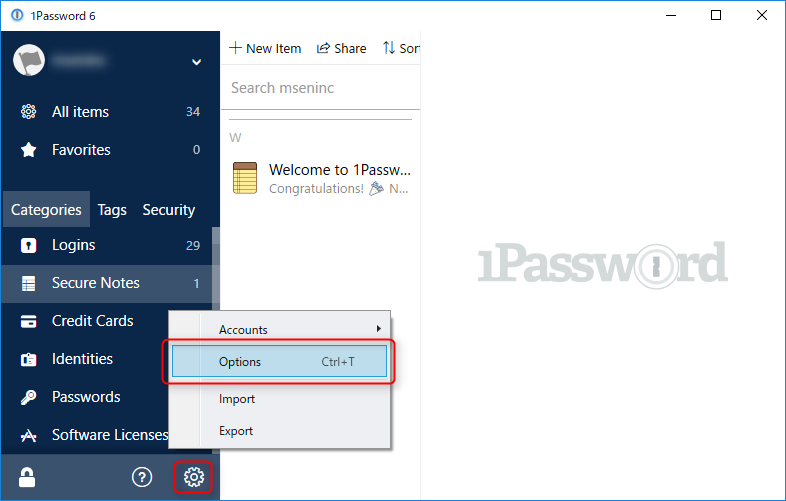 1Password 6
New Item Share Sor
Search mseninc
All items 34
Favorites 0
W
Welcome to 1Passw...
Congratulations! N...
Categories Tags Security
Logins 29
Secure Notes 1
Credit Cards
Identities
Passwords
Software Licenses
Accounts
Options Ctrl+T
Import
Export
1Password